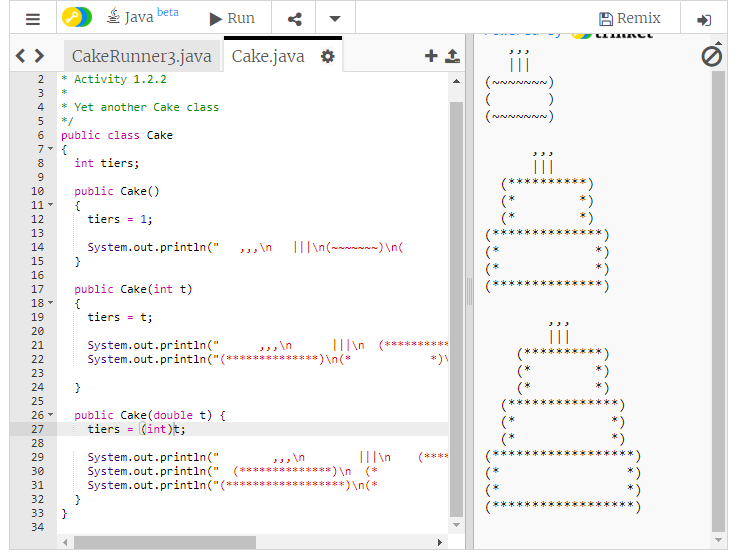 Java beta
Run
Remix
CakeRunner3.java
Cake.java
2 * Activity 1.2.2
3 *
4 * Yet another Cake class
5 */
6 public class Cake
7 {
8 int tiers;
9
10 public Cake()
11 {
12 tiers = 1;
13
14 System.out.println("   ,,,\n   |||\n(~~~~~~~)\n(
15 }
16
17 public Cake(int t)
18 {
19 tiers = t;
20
21 System.out.println("      ,,,\n      |||\n  (**********
22 System.out.println("(**************)\n(*            *)\
23
24 }
25
26 public Cake(double t) {
27 tiers = (int)t;
28
29 System.out.println("        ,,,\n        |||\n    (****
30 System.out.println("  (**************)\n  (*
31 System.out.println("(******************)\n(*
32 }
33 }
34
Powered by trinket
   ,,,
   |||
(~~~~~~~)
(       )
(~~~~~~~)
      ,,,
      |||
  (**********)
  (*        *)
  (*        *)
(**************)
(*            *)
(*            *)
(**************)
        ,,,
        |||
    (**********)
    (*        *)
    (*        *)
  (**************)
  (*            *)
  (*            *)
(******************)
(*                *)
(*                *)
(******************)